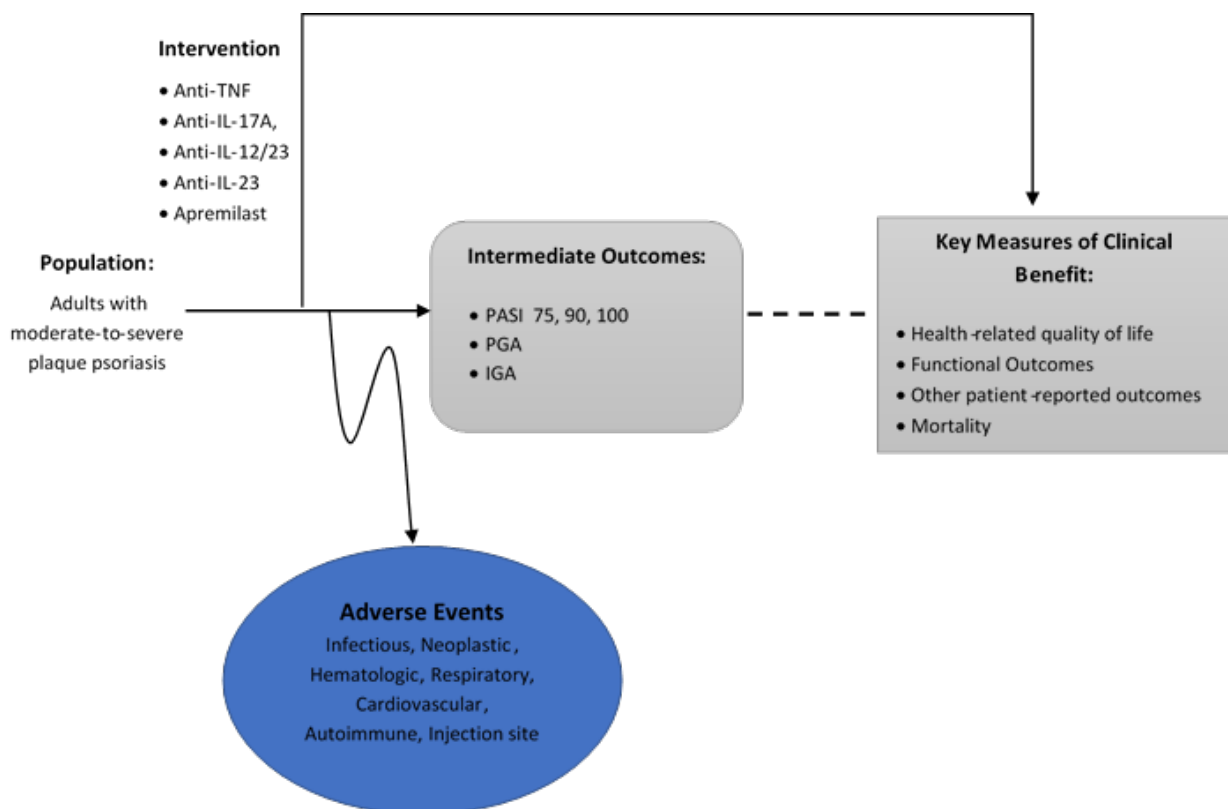 Intervention
• Anti-TNF
• Anti-IL-17A,
• Anti-IL-12/23
• Anti-IL-23
• Apremilast
Population:
Adults with
moderate-to-severe
plaque psoriasis
Intermediate Outcomes:
• PASI 75, 90, 100
• PGA
• IGA
Key Measures of Clinical
Benefit:
• Health-related quality of life
• Functional Outcomes
• Other patient-reported outcomes
• Mortality
Adverse Events
Infectious, Neoplastic,
Hematologic, Respiratory,
Cardiovascular,
Autoimmune, Injection site